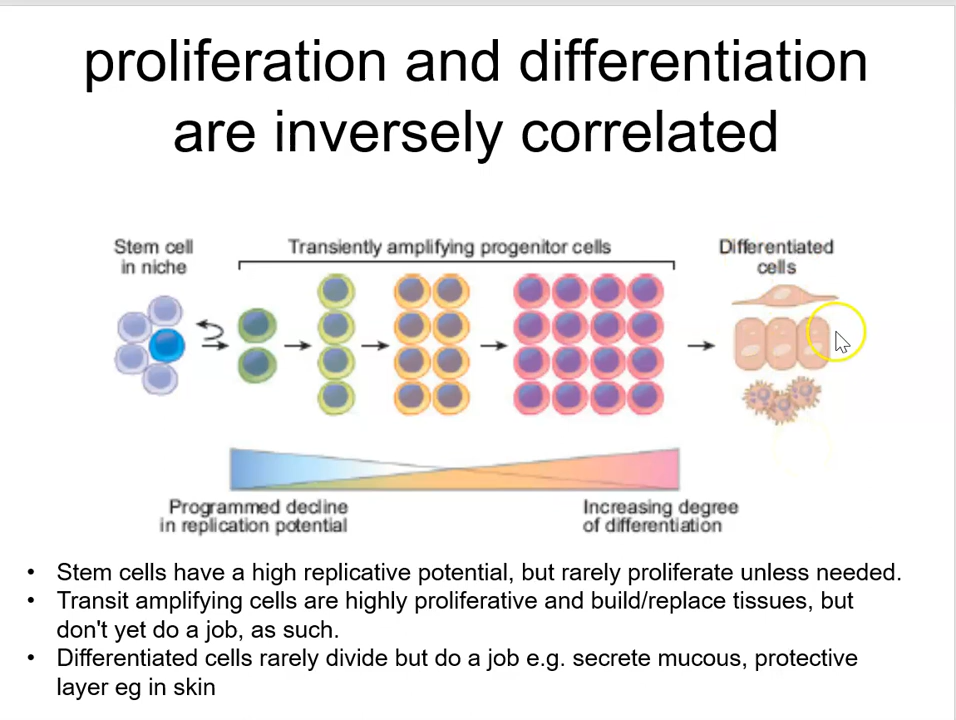 proliferation and differentiation
are inversely correlated
Stem cell
in niche
Transiently amplifying progenitor cells
Differentiated
cells
Programmed decline
in replication potential
Increasing degree
of differentiation
• Stem cells have a high replicative potential, but rarely proliferate unless needed.
• Transit amplifying cells are highly proliferative and build/replace tissues, but
don't yet do a job, as such.
• Differentiated cells rarely divide but do a job e.g. secrete mucous, protective
layer eg in skin